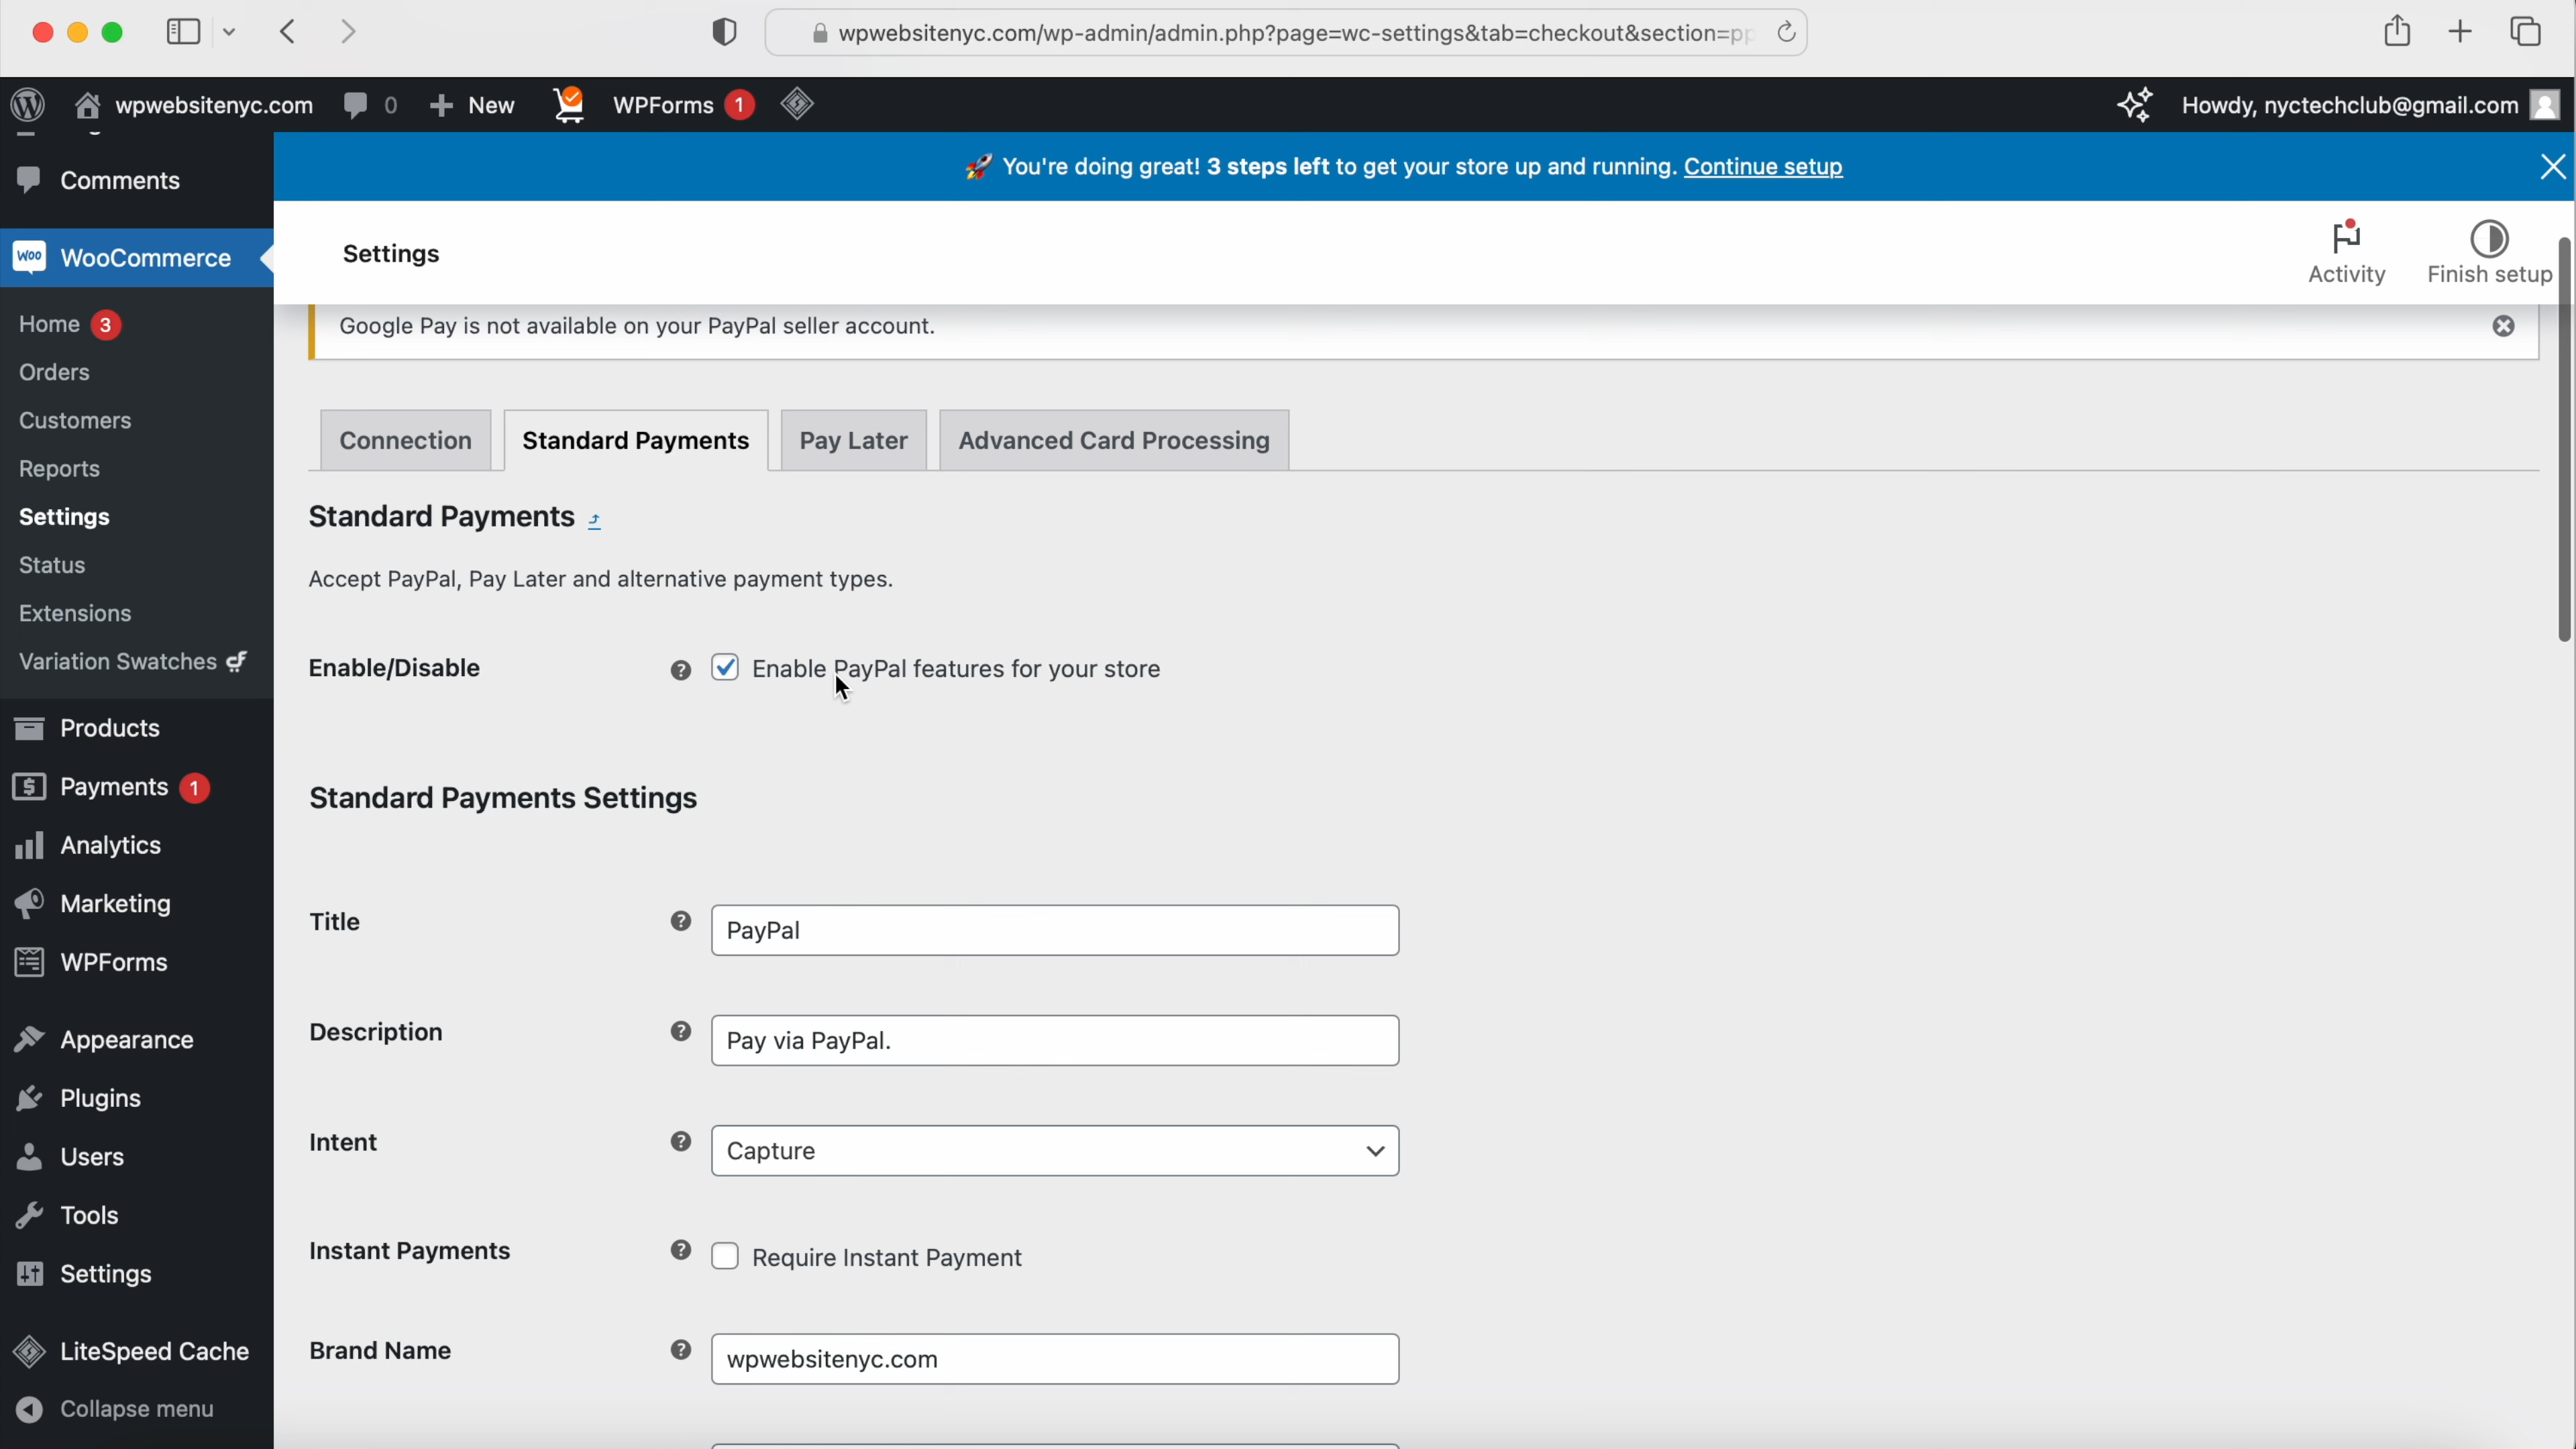 wpwebsitenyc.com/wp-admin/admin.php?page=wc-settings&tab=checkout&section=pp
wpwebsitenyc.com 0 New WPForms 1 Howdy, nyctechclub@gmail.com
Comments
🚀 You're doing great! 3 steps left to get your store up and running. Continue setup
WOO WooCommerce
Settings
Activity
Finish setup
Home 3
Orders
Customers
Reports
Settings
Status
Extensions
Variation Swatches
Products
Payments 1
Analytics
Marketing
WPForms
Appearance
Plugins
Users
Tools
Settings
LiteSpeed Cache
Collapse menu
Google Pay is not available on your PayPal seller account.
Connection Standard Payments Pay Later Advanced Card Processing
Standard Payments
Accept PayPal, Pay Later and alternative payment types.
Enable/Disable ? Enable PayPal features for your store
Standard Payments Settings
Title ? PayPal
Description ? Pay via PayPal.
Intent ? Capture
Instant Payments ? Require Instant Payment
Brand Name ? wpwebsitenyc.com